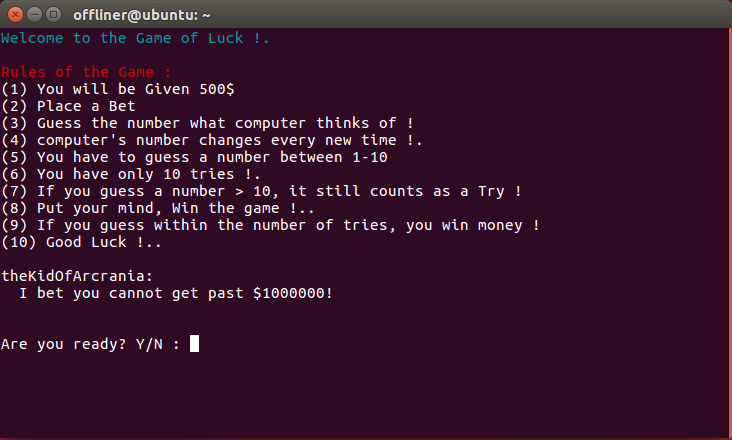 offliner@ubuntu: ~
Welcome to the Game of Luck !.
Rules of the Game :
(1) You will be Given 500$
(2) Place a Bet
(3) Guess the number what computer thinks of !
(4) computer's number changes every new time !.
(5) You have to guess a number between 1-10
(6) You have only 10 tries !.
(7) If you guess a number > 10, it still counts as a Try !
(8) Put your mind, Win the game !..
(9) If you guess within the number of tries, you win money !
(10) Good Luck !..
theKidOfArcrania:
I bet you cannot get past $1000000!
Are you ready? Y/N :